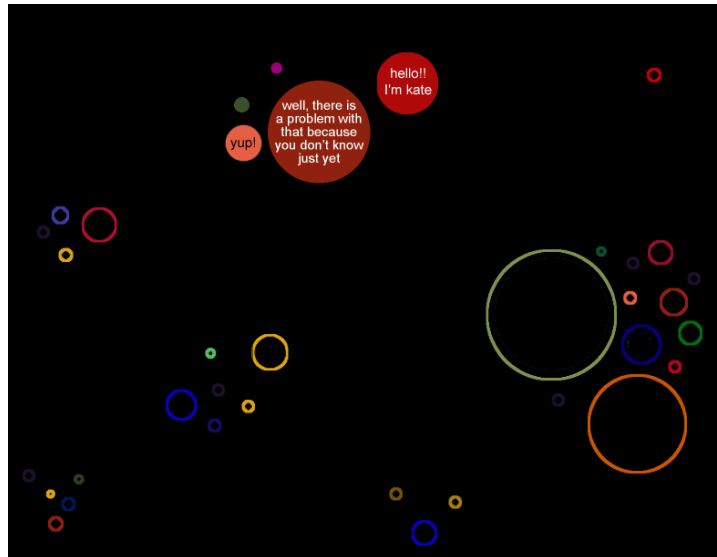 hello!!
I'm kate
well, there is
a problem with
that because
you don't know
just yet
yup!